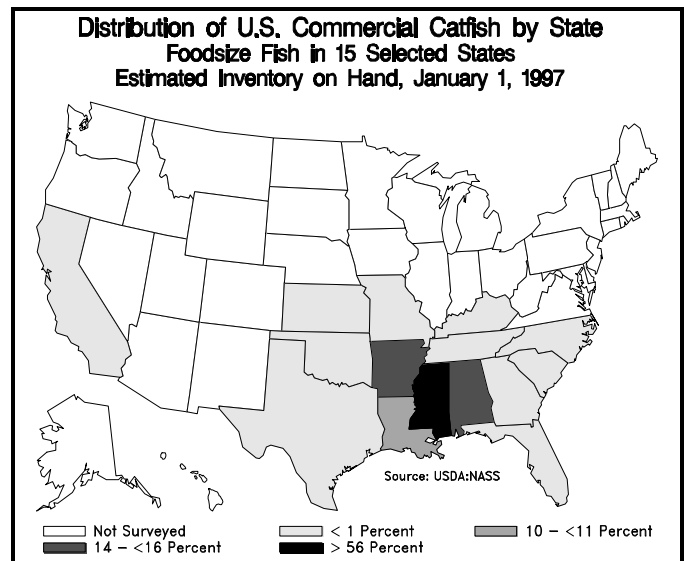 Distribution of U.S. Commercial Catfish by State
Foodsize Fish in 15 Selected States
Estimated Inventory on Hand, January 1, 1997
Source: USDA:NASS
Not Surveyed
< 1 Percent
10 – <11 Percent
14 – <16 Percent
> 56 Percent